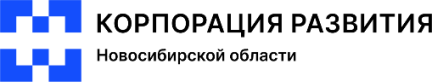 КОРПОРАЦИЯ РАЗВИТИЯ
Новосибирской области